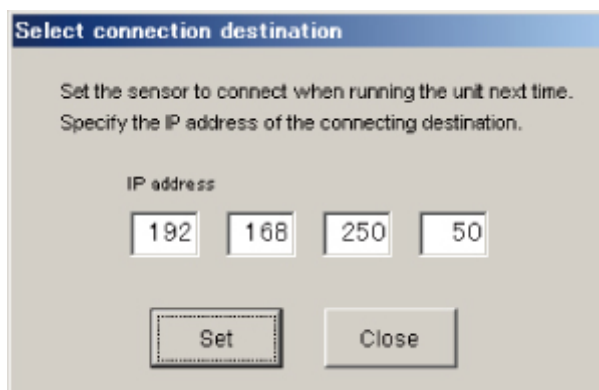 Select connection destination
Set the sensor to connect when running the unit next time.
Specify the IP address of the connecting destination.
IP address
192 168 250 50
Set Close